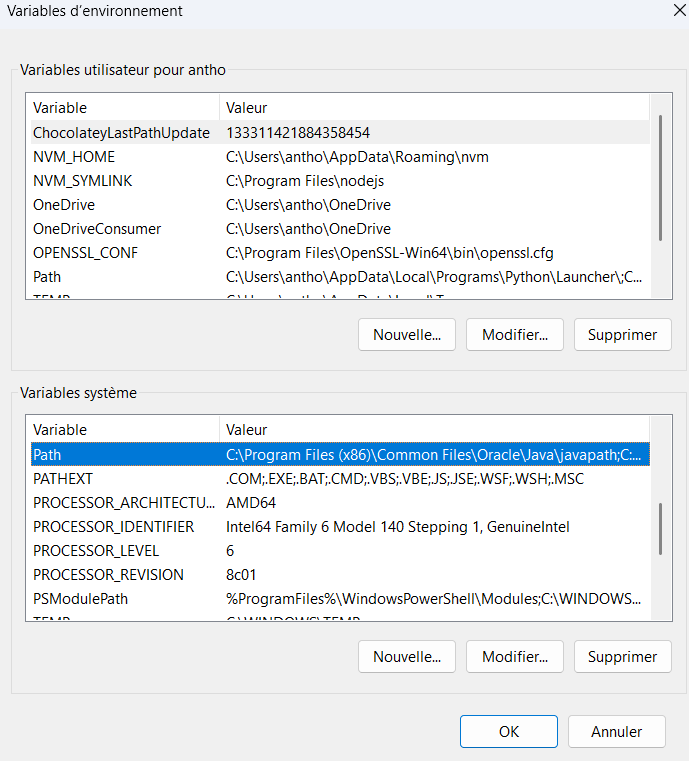 Variables d'environnement
Variables utilisateur pour antho
Variable Valeur
ChocolateyLastPathUpdate 133311421884358454
NVM_HOME C:\Users\antho\AppData\Roaming\nvm
NVM_SYMLINK C:\Program Files\nodejs
OneDrive C:\Users\antho\OneDrive
OneDriveConsumer C:\Users\antho\OneDrive
OPENSSL_CONF C:\Program Files\OpenSSL-Win64\bin\openssl.cfg
Path C:\Users\antho\AppData\Local\Programs\Python\Launcher\;C...
Nouvelle... Modifier... Supprimer
Variables système
Variable Valeur
Path C:\Program Files (x86)\Common Files\Oracle\Java\javapath;C:...
PATHEXT .COM;.EXE;.BAT;.CMD;.VBS;.VBE;.JS;.JSE;.WSF;.WSH;.MSC
PROCESSOR_ARCHITECTU... AMD64
PROCESSOR_IDENTIFIER Intel64 Family 6 Model 140 Stepping 1, GenuineIntel
PROCESSOR_LEVEL 6
PROCESSOR_REVISION 8c01
PSModulePath %ProgramFiles%\WindowsPowerShell\Modules;C:\WINDOWS...
TEMP C:\WINDOWS\TEMP
Nouvelle... Modifier... Supprimer
OK Annuler